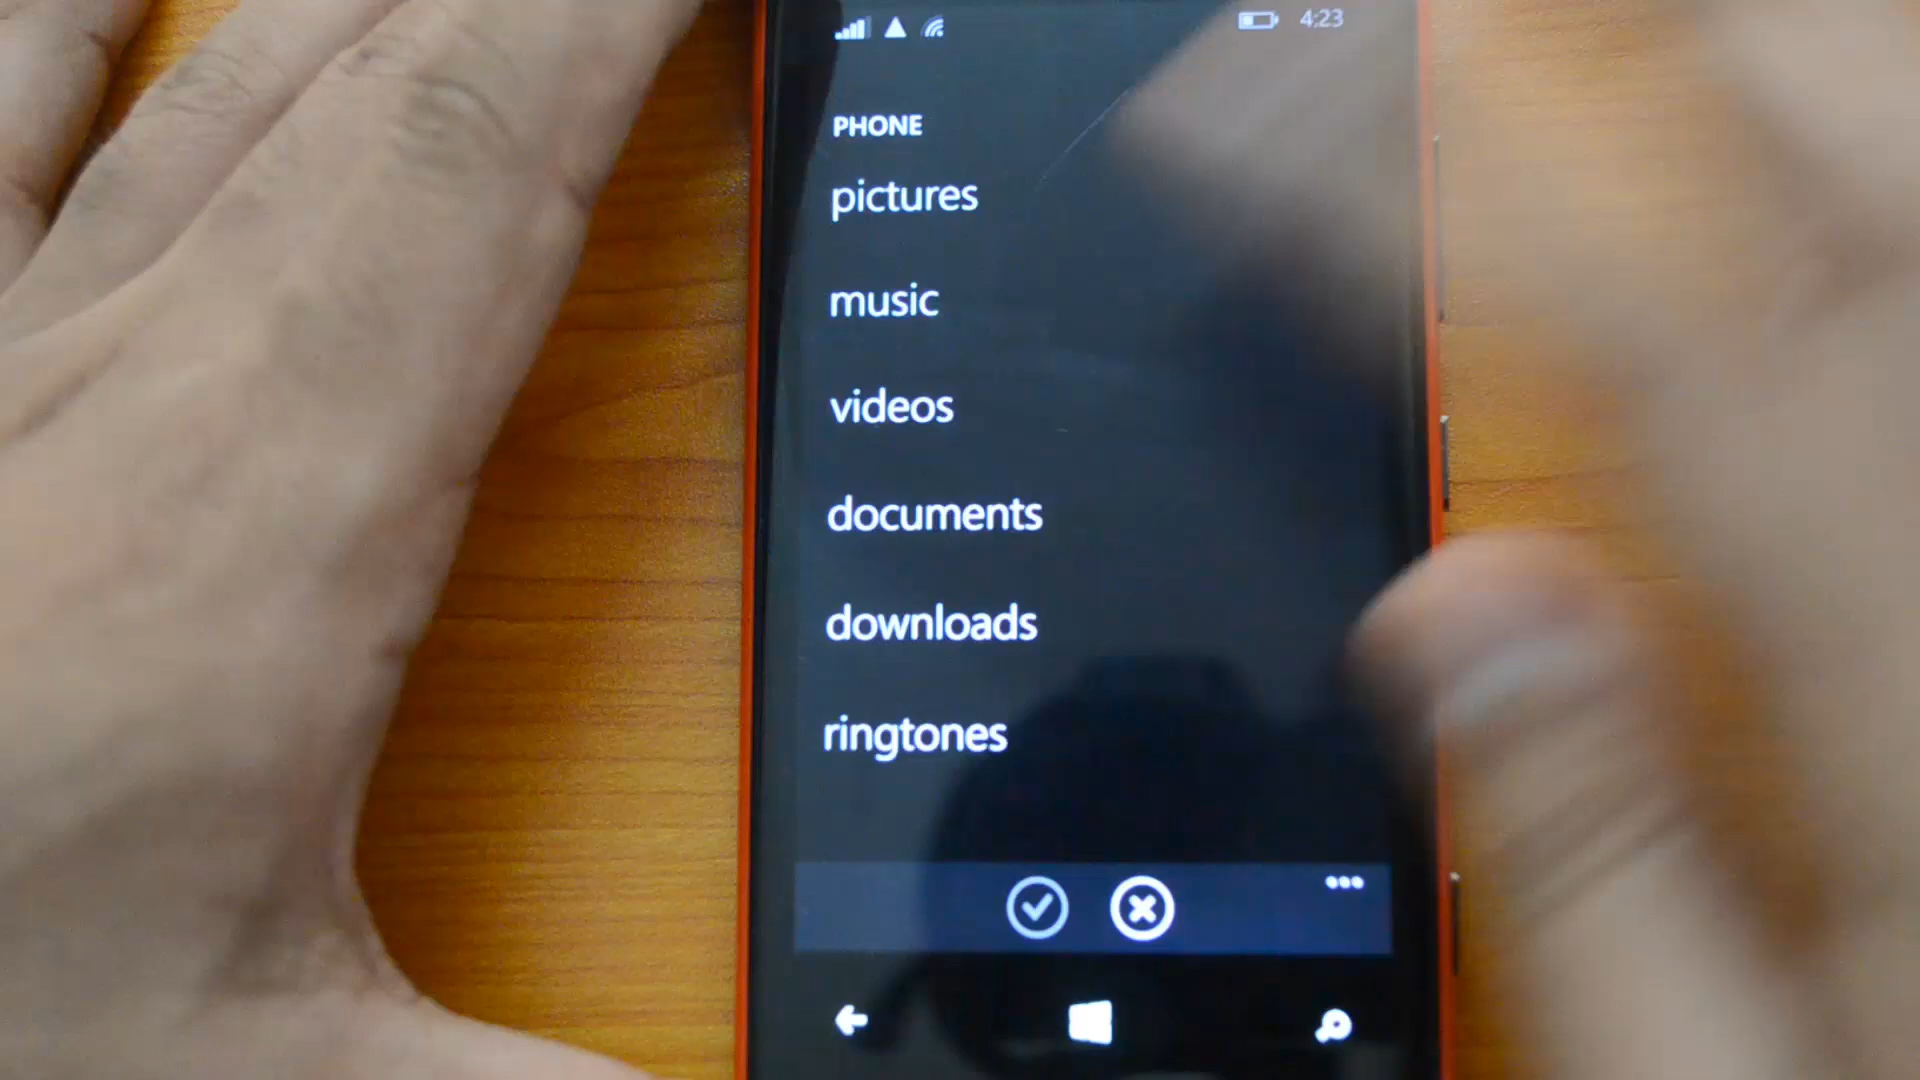 4:23
PHONE
pictures
music
videos
documents
downloads
ringtones